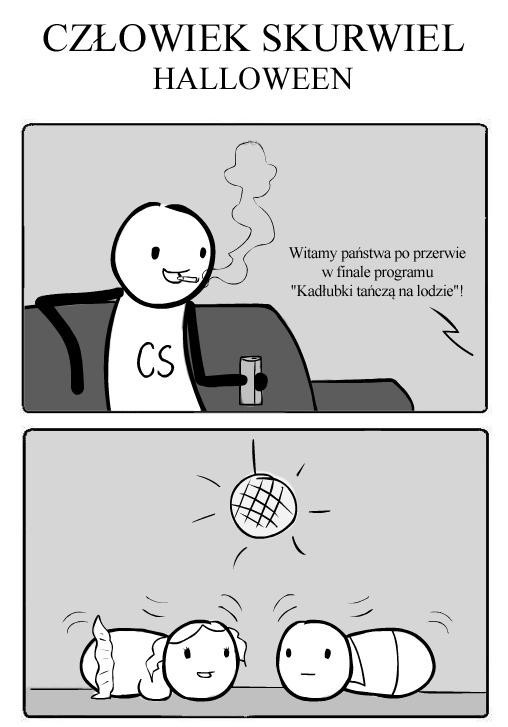 CZŁOWIEK SKURWIEL
HALLOWEEN
Witamy państwa po przerwie
w finale programu
"Kadłubki tańczą na lodzie"!
CS